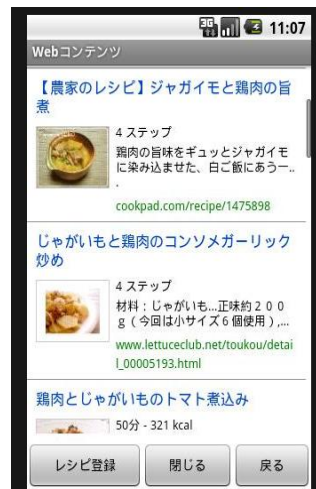 3G 11:07
Webコンテンツ
【農家のレシピ】ジャガイモと鶏肉の旨
煮
4 ステップ
鶏肉の旨味をギュッとジャガイモ
に染み込ませた、白ご飯にあうー..
.
cookpad.com/recipe/1475898
じゃがいもと鶏肉のコンソメガーリック
炒め
4 ステップ
材料：じゃがいも...正味約２００
ｇ（今回は小サイズ６個使用）,...
www.lettuceclub.net/toukou/detai
l_00005193.html
鶏肉とじゃがいものトマト煮込み
50分 - 321 kcal
レシピ登録 閉じる 戻る